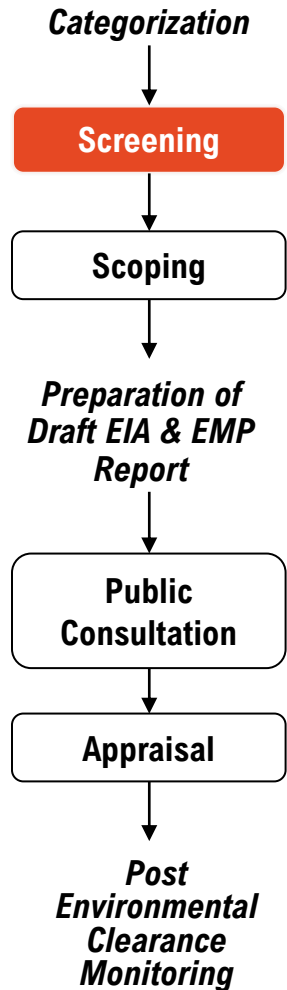 Categorization
Screening
Scoping
Preparation of
Draft EIA & EMP
Report
Public
Consultation
Appraisal
Post
Environmental
Clearance
Monitoring